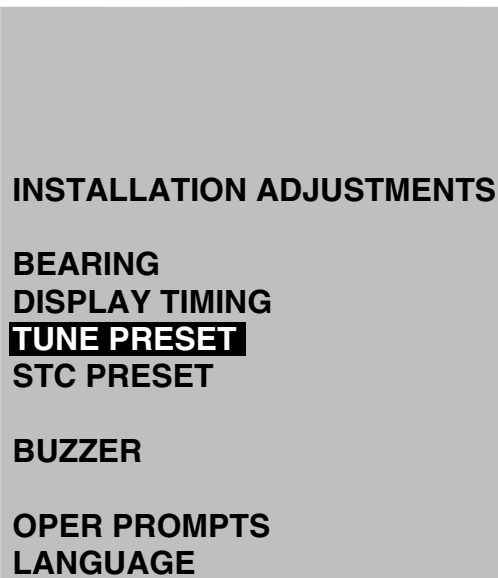 INSTALLATION ADJUSTMENTS
BEARING
DISPLAY TIMING
TUNE PRESET
STC PRESET
BUZZER
OPER PROMPTS
LANGUAGE